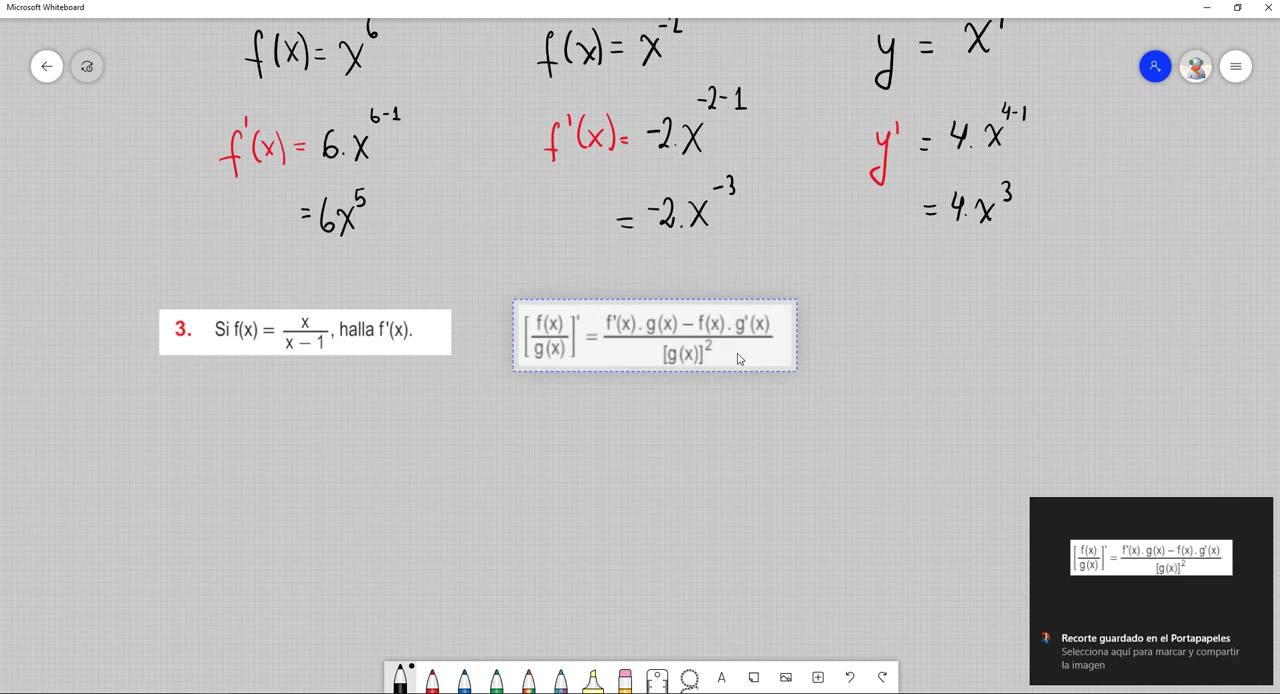 Microsoft Whiteboard
f(x) = x^6
f(x) = x^-2
y = x
f'(x) = 6.x^6-1
f'(x) = -2.x^-2-1
y' = 4.x^4-1
= 6x^5
= -2.x^-3
= 4.x^3
3. Si f(x) = x / x − 1, halla f'(x).
[f(x) / g(x)]' = f'(x) . g(x) − f(x) . g'(x) / [g(x)]^2
[f(x) / g(x)]' = f'(x) . g(x) − f(x) . g'(x) / [g(x)]^2
Recorte guardado en el Portapapeles
Selecciona aquí para marcar y compartir
la imagen
A